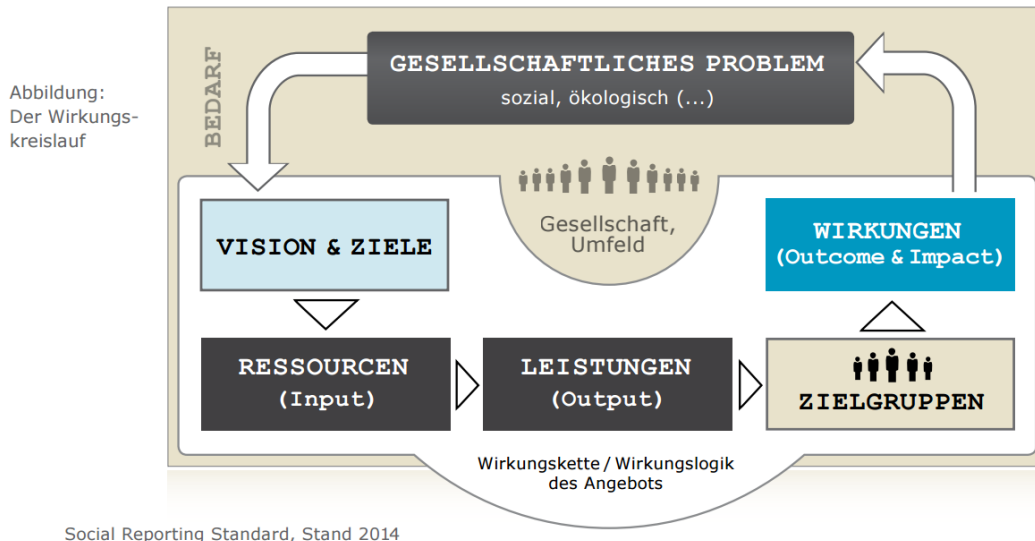 Abbildung:
Der Wirkungs-
kreislauf
BEDARF
GESELLSCHAFTLICHES PROBLEM
sozial, ökologisch (...)
Gesellschaft,
Umfeld
VISION & ZIELE
WIRKUNGEN
(Outcome & Impact)
RESSOURCEN
(Input)
LEISTUNGEN
(Output)
ZIELGRUPPEN
Wirkungskette / Wirkungslogik
des Angebots
Social Reporting Standard, Stand 2014